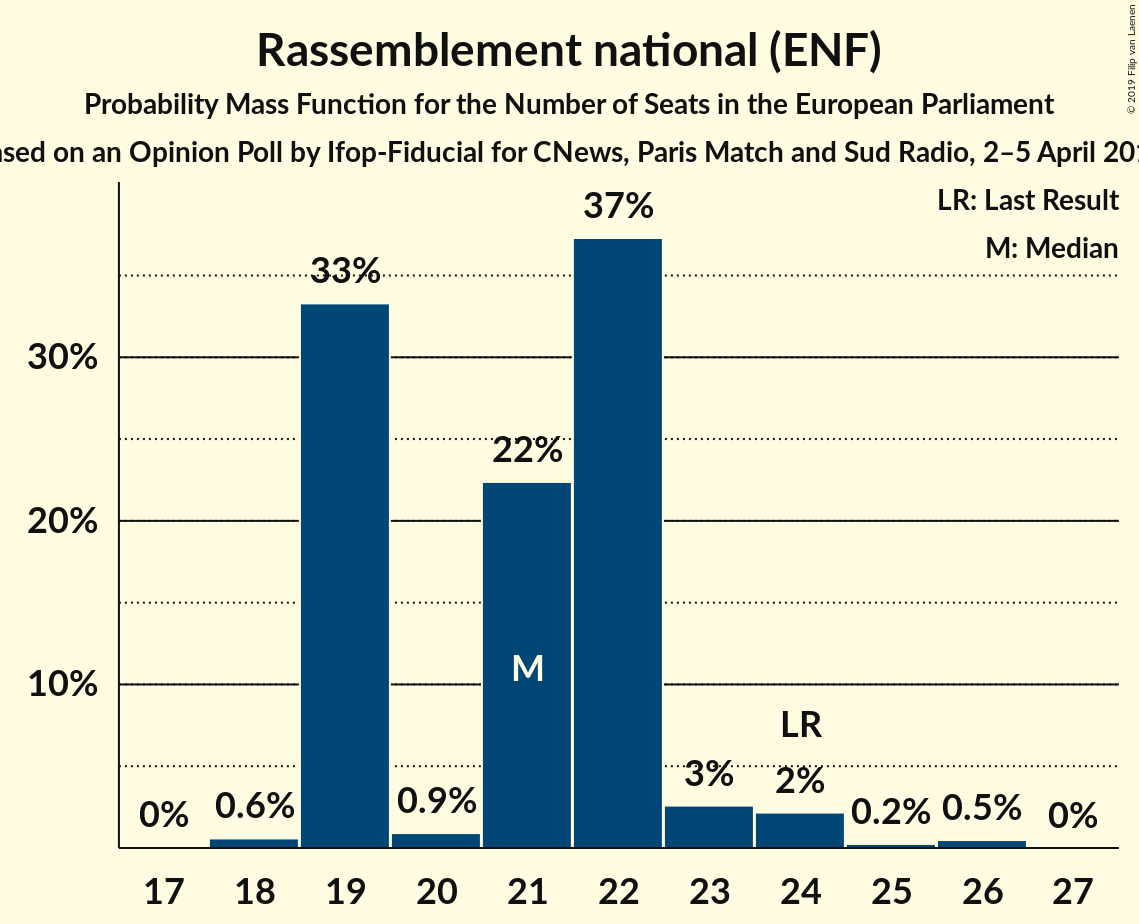 Rassemblement national (ENF)
Probability Mass Function for the Number of Seats in the European Parliament
on an Opinion Poll by Ifop-Fiducial for CNews, Paris Match and Sud Radio, 2–5 April
© 2019 Filip van Laenen
LR: Last Result
M: Median
37%
33%
30%
22%
20%
M
10%
LR
3%
2%
0%
0.6%
0.9%
0.2%
0.5%
0%
17 18 19 20 21 22 23 24 25 26 27